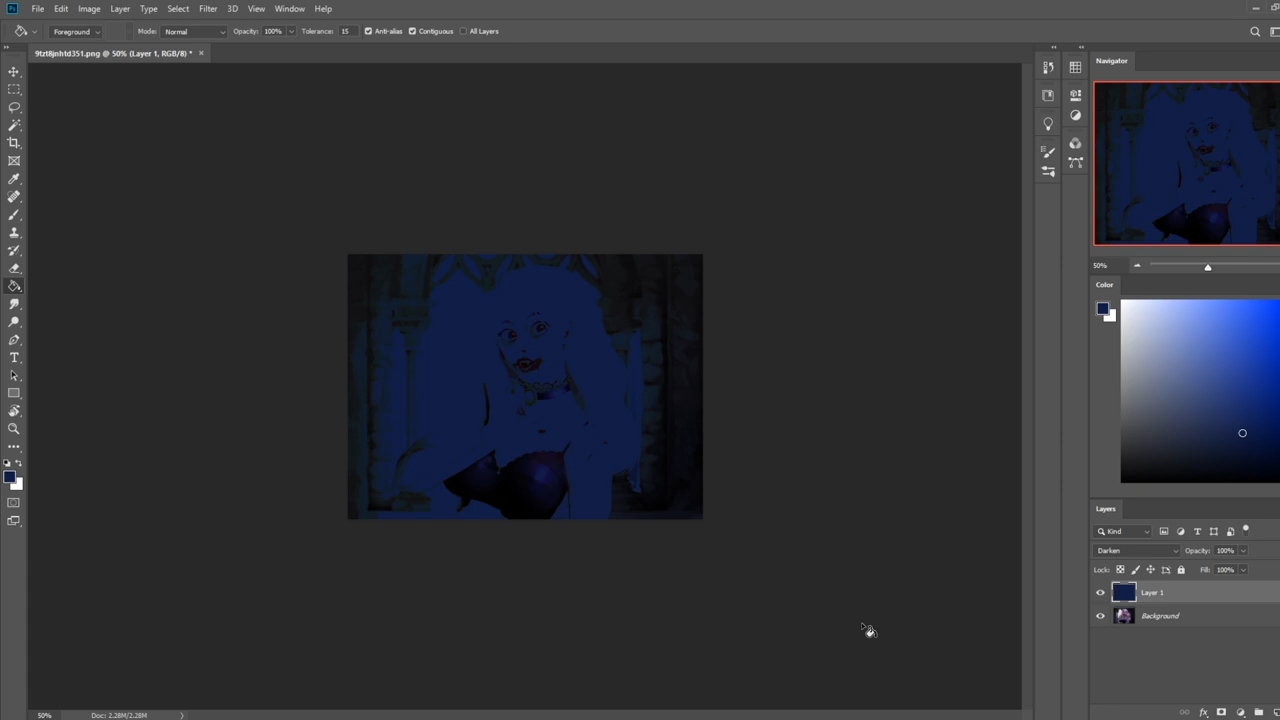 Ps File Edit Image Layer Type Select Filter 3D View Window Help
Foreground Mode: Normal Opacity: 100% Tolerance: 15 Anti-alias Contiguous All Layers
9tzt8jnhtd351.png @ 50% (Layer 1, RGB/8) * ×
Navigator
50%
Color
Layers
Kind
Darken Opacity: 100%
Lock: Fill: 100%
Layer 1
Background
50% Doc: 2.28M/2.28M